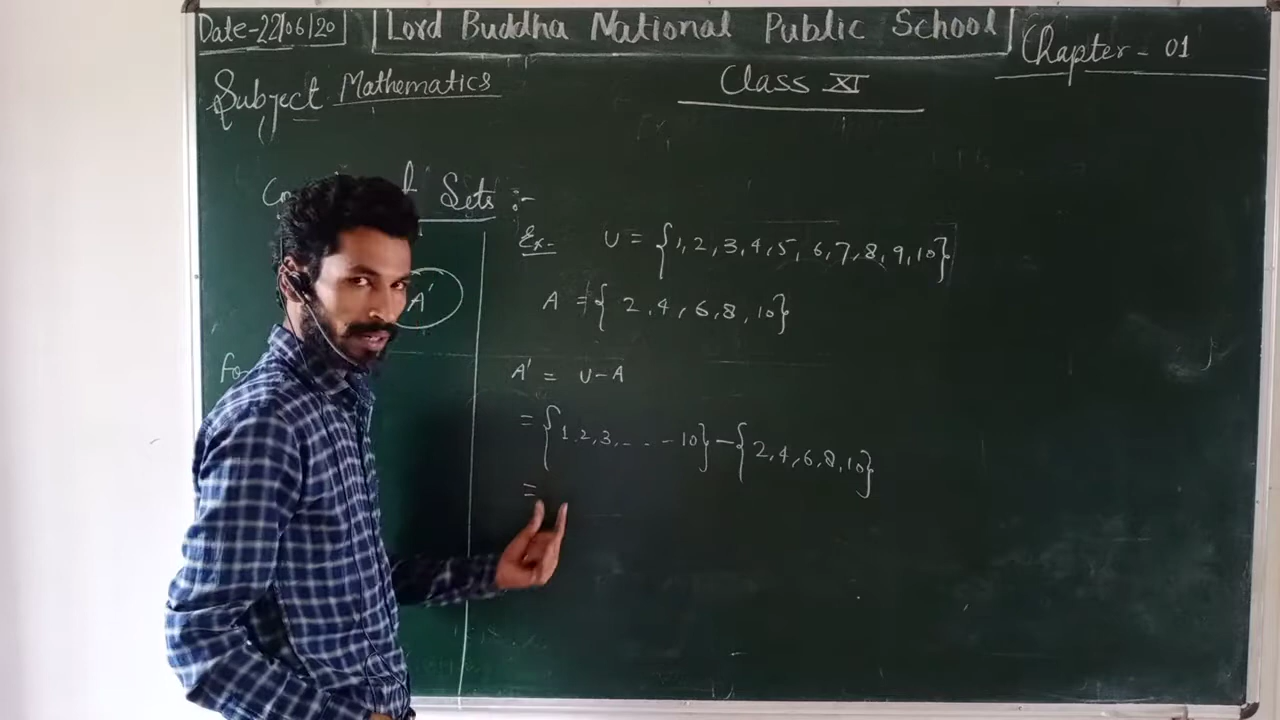 Date-22/06/20
Lord Buddha National Public School
Chapter - 01
Subject Mathematics
Class XI
Sets :-
Ex- U = {1, 2, 3, 4, 5, 6, 7, 8, 9, 10}
A = { 2, 4, 6, 8, 10}
A'
A' = U - A
= {1, 2, 3, - - - 10} - {2, 4, 6, 8, 10}
=